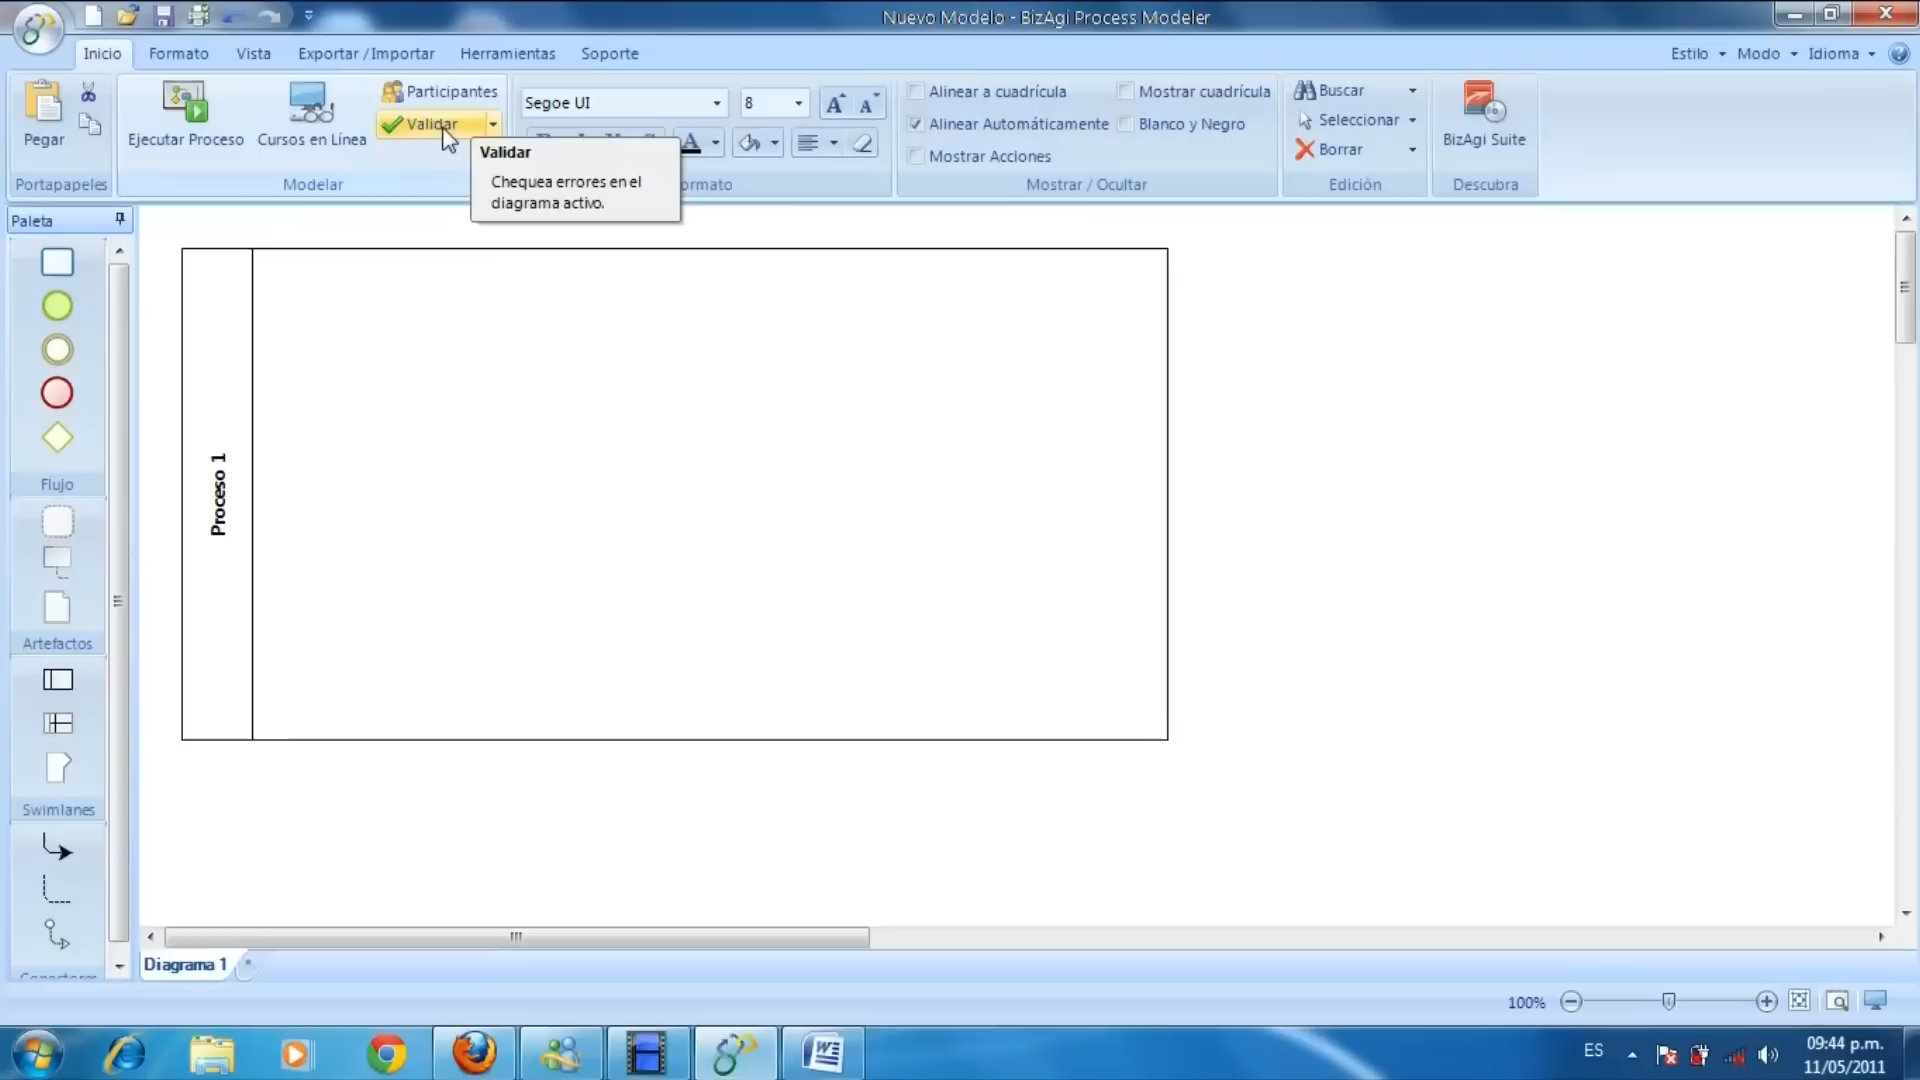 Nuevo Modelo - BizAgi Process Modeler
Inicio
Formato
Vista
Exportar / Importar
Herramientas
Soporte
Estilo
Modo
Idioma
Pegar
Ejecutar Proceso
Cursos en Línea
Participantes
Validar
Segoe UI
8
Alinear a cuadrícula
Alinear Automáticamente
Mostrar Acciones
Mostrar cuadrícula
Blanco y Negro
Buscar
Seleccionar
Borrar
BizAgi Suite
Portapapeles
Modelar
ormato
Mostrar / Ocultar
Edición
Descubra
Validar
Chequea errores en el
diagrama activo.
Paleta
Flujo
Artefactos
Swimlanes
Proceso 1
Diagrama 1
100%
ES
09:44 p.m.
11/05/2011